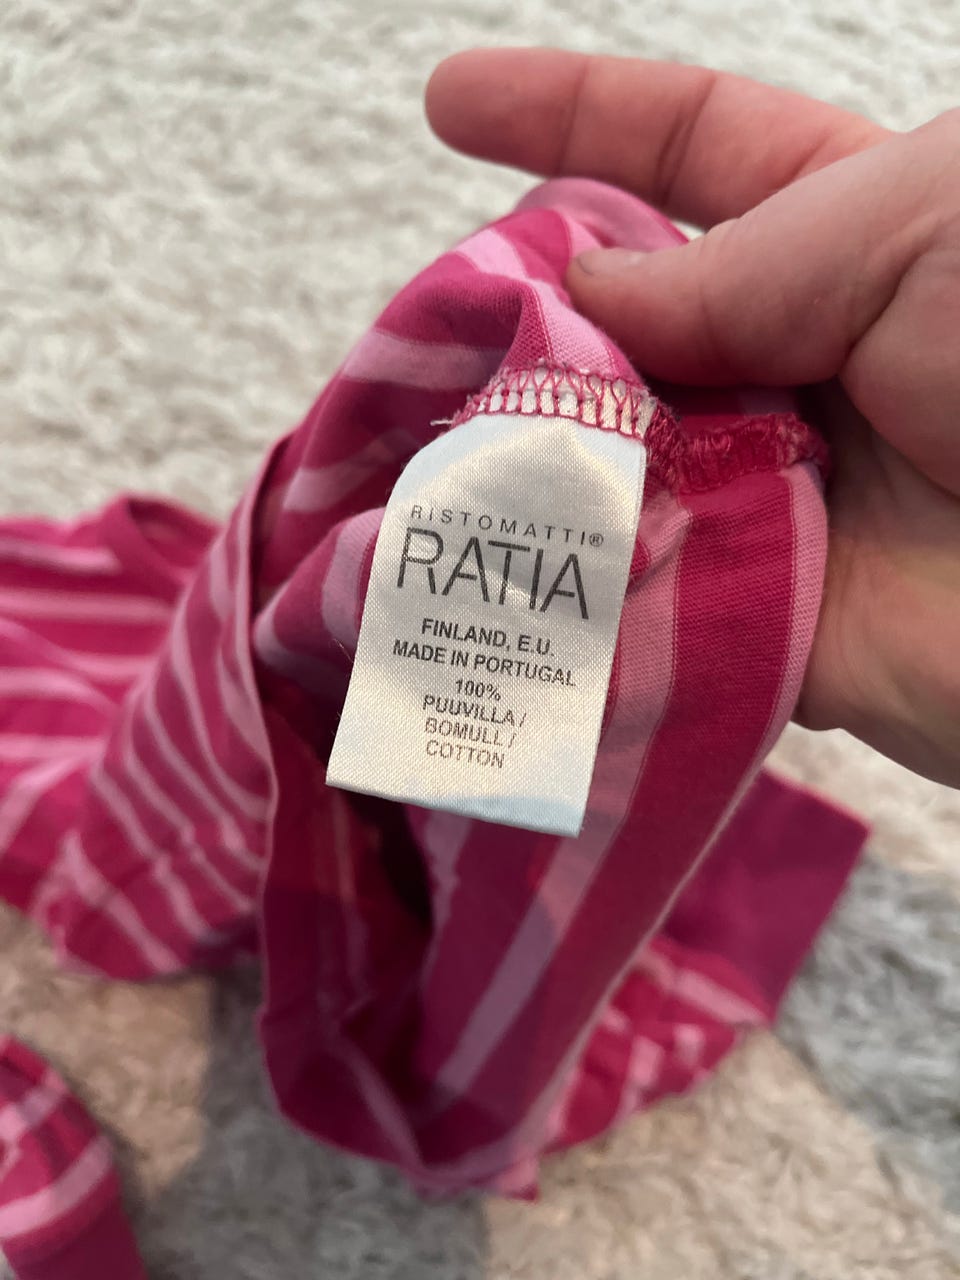 RISTOMATTI®
RATIA
FINLAND, E.U.
MADE IN PORTUGAL
100%
PUUVILLA /
BOMULL /
COTTON